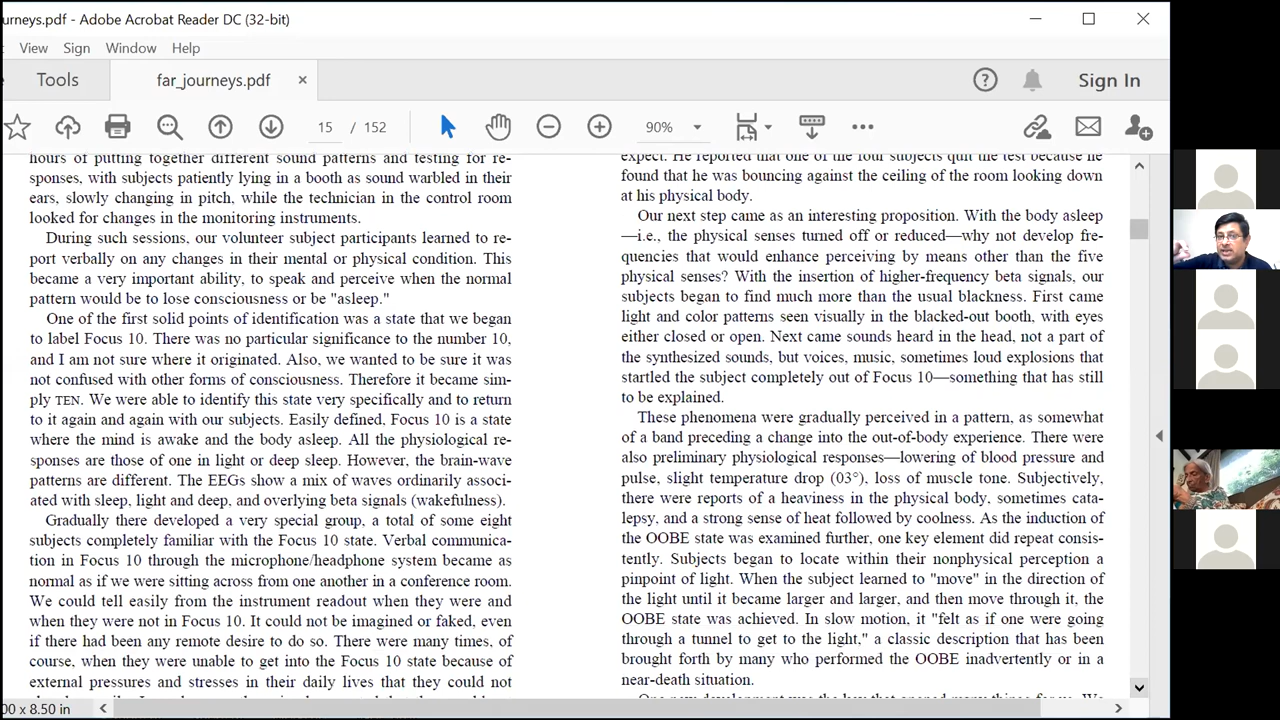 urneys.pdf - Adobe Acrobat Reader DC (32-bit)
View Sign Window Help
Tools far_journeys.pdf × Sign In
15 / 152 90%
hours of putting together different sound patterns and testing for re-
sponses, with subjects patiently lying in a booth as sound warbled in their
ears, slowly changing in pitch, while the technician in the control room
looked for changes in the monitoring instruments.
During such sessions, our volunteer subject participants learned to re-
port verbally on any changes in their mental or physical condition. This
became a very important ability, to speak and perceive when the normal
pattern would be to lose consciousness or be "asleep."
One of the first solid points of identification was a state that we began
to label Focus 10. There was no particular significance to the number 10,
and I am not sure where it originated. Also, we wanted to be sure it was
not confused with other forms of consciousness. Therefore it became sim-
ply TEN. We were able to identify this state very specifically and to return
to it again and again with our subjects. Easily defined, Focus 10 is a state
where the mind is awake and the body asleep. All the physiological re-
sponses are those of one in light or deep sleep. However, the brain-wave
patterns are different. The EEGs show a mix of waves ordinarily associ-
ated with sleep, light and deep, and overlying beta signals (wakefulness).
Gradually there developed a very special group, a total of some eight
subjects completely familiar with the Focus 10 state. Verbal communica-
tion in Focus 10 through the microphone/headphone system became as
normal as if we were sitting across from one another in a conference room.
We could tell easily from the instrument readout when they were and
when they were not in Focus 10. It could not be imagined or faked, even
if there had been any remote desire to do so. There were many times, of
course, when they were unable to get into the Focus 10 state because of
external pressures and stresses in their daily lives that they could not
expect. He reported that one of the four subjects quit the test because he
found that he was bouncing against the ceiling of the room looking down
at his physical body.
Our next step came as an interesting proposition. With the body asleep
—i.e., the physical senses turned off or reduced—why not develop fre-
quencies that would enhance perceiving by means other than the five
physical senses? With the insertion of higher-frequency beta signals, our
subjects began to find much more than the usual blackness. First came
light and color patterns seen visually in the blacked-out booth, with eyes
either closed or open. Next came sounds heard in the head, not a part of
the synthesized sounds, but voices, music, sometimes loud explosions that
startled the subject completely out of Focus 10—something that has still
to be explained.
These phenomena were gradually perceived in a pattern, as somewhat
of a band preceding a change into the out-of-body experience. There were
also preliminary physiological responses—lowering of blood pressure and
pulse, slight temperature drop (03°), loss of muscle tone. Subjectively,
there were reports of a heaviness in the physical body, sometimes cata-
lepsy, and a strong sense of heat followed by coolness. As the induction of
the OOBE state was examined further, one key element did repeat consis-
tently. Subjects began to locate within their nonphysical perception a
pinpoint of light. When the subject learned to "move" in the direction of
the light until it became larger and larger, and then move through it, the
OOBE state was achieved. In slow motion, it "felt as if one were going
through a tunnel to get to the light," a classic description that has been
brought forth by many who performed the OOBE inadvertently or in a
near-death situation.
00 x 8.50 in